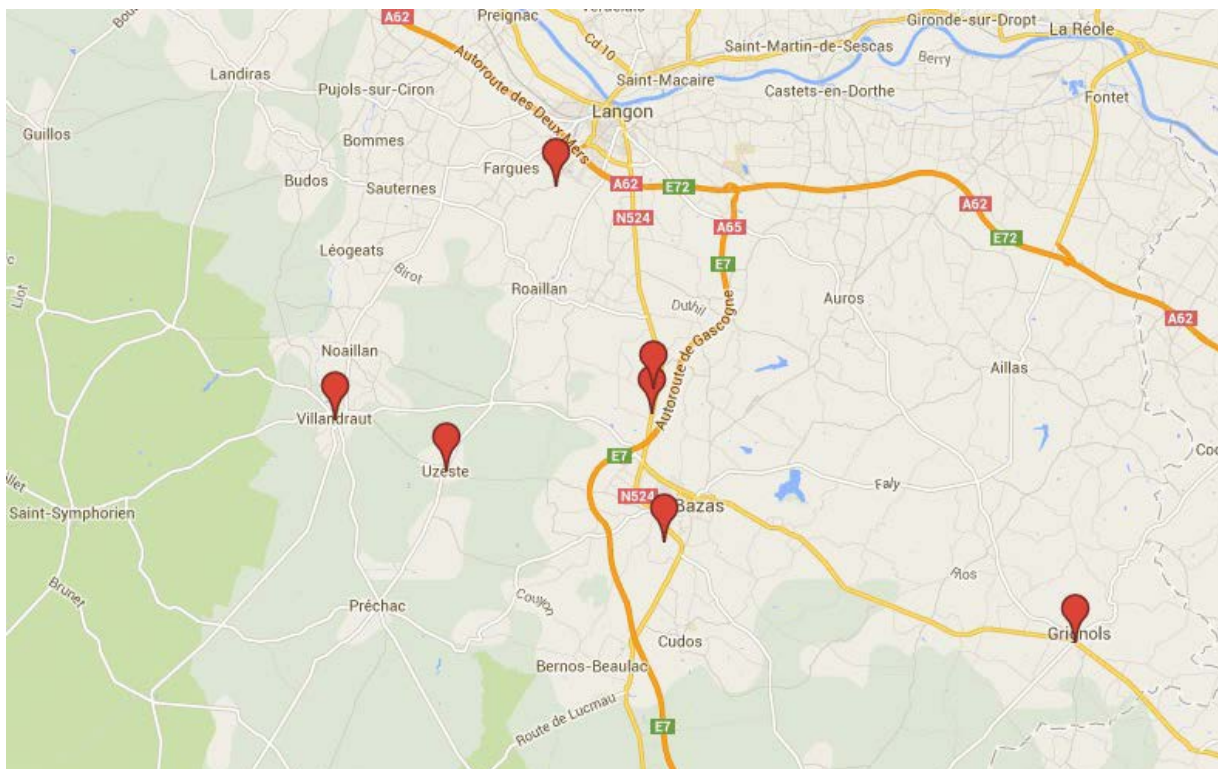 A62
Preignac
Gironde-sur-Dropt
La Réole
Cd 10
Saint-Martin-de-Sescas
Autoroute des Deux Mers
Berry
Landiras
Saint-Macaire
Pujols-sur-Ciron
Castets-en-Dorthe
Fontet
Langon
Guillos
Bommes
Fargues
Budos
Sauternes
A62
E72
A62
N524
A65
E72
Léogeats
E7
Birot
Liot
Roaillan
Duthil
Auros
Autoroute de Gascogne
A62
Noaillan
Aillas
Villandraut
E7
Uzeste
Faly
N524
Bazas
Saint-Symphorien
Brunet
Préchac
Coujon
Cudos
Grignols
Bernos-Beaulac
Route de Lucmau
E7